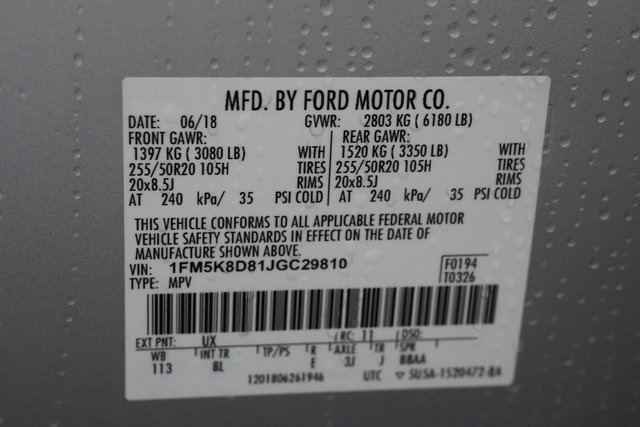 MFD. BY FORD MOTOR CO.
DATE: 06/18 GVWR: 2803 KG ( 6180 LB)
FRONT GAWR: REAR GAWR:
1397 KG ( 3080 LB) WITH 1520 KG ( 3350 LB) WITH
255/50R20 105H TIRES 255/50R20 105H TIRES
20x8.5J RIMS 20x8.5J RIMS
AT 240 kPa/ 35 PSI COLD AT 240 kPa/ 35 PSI COLD
THIS VEHICLE CONFORMS TO ALL APPLICABLE FEDERAL MOTOR
VEHICLE SAFETY STANDARDS IN EFFECT ON THE DATE OF
MANUFACTURE SHOWN ABOVE.
VIN: 1FM5K8D81JGC29810 F0194
TYPE: MPV T0326
EXT PNT: UX RC: 11 DSO:
WB INT TR TP/PS R AXLE TR SPR
113 BL E 3J J BBAA
1201806261946 UTC ▽ 5U5A-1520472-BA